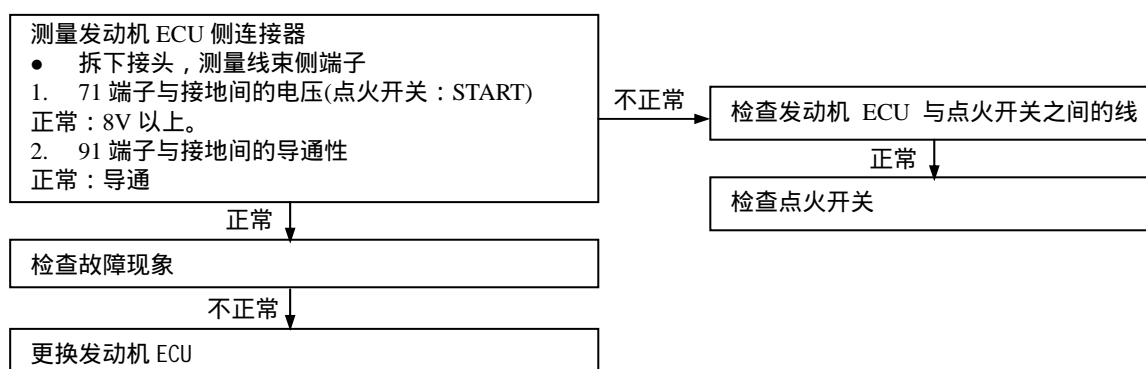 测量发动机 ECU 侧连接器
● 拆下接头，测量线束侧端子
1. 71 端子与接地间的电压(点火开关：START)
正常：8V 以上。
2. 91 端子与接地间的导通性
正常：导通
不正常
检查发动机 ECU 与点火开关之间的线
正常
检查点火开关
正常
检查故障现象
不正常
更换发动机 ECU